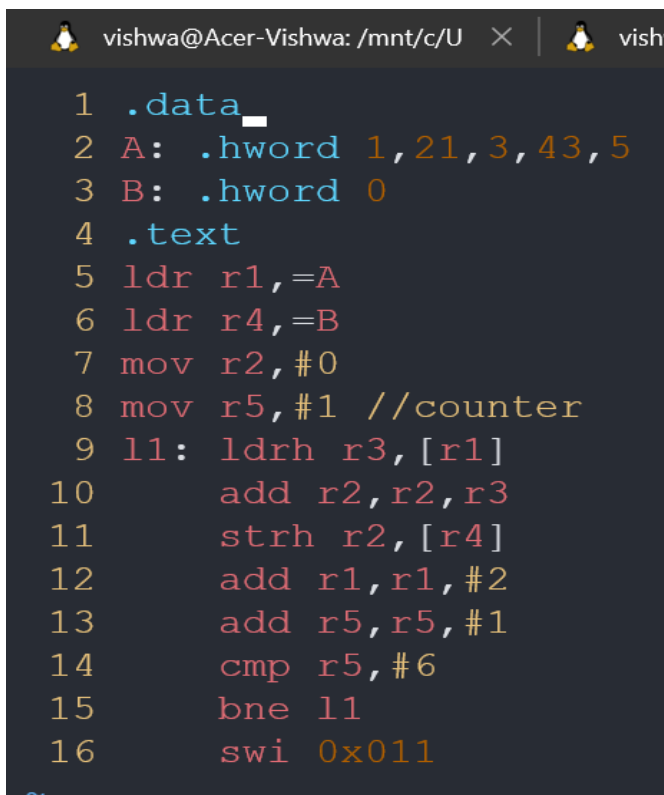 vishwa@Acer-Vishwa: /mnt/c/U × vish
1 .data
2 A: .hword 1,21,3,43,5
3 B: .hword 0
4 .text
5 ldr r1,=A
6 ldr r4,=B
7 mov r2,#0
8 mov r5,#1 //counter
9 l1: ldrh r3,[r1]
10 add r2,r2,r3
11 strh r2,[r4]
12 add r1,r1,#2
13 add r5,r5,#1
14 cmp r5,#6
15 bne l1
16 swi 0x011